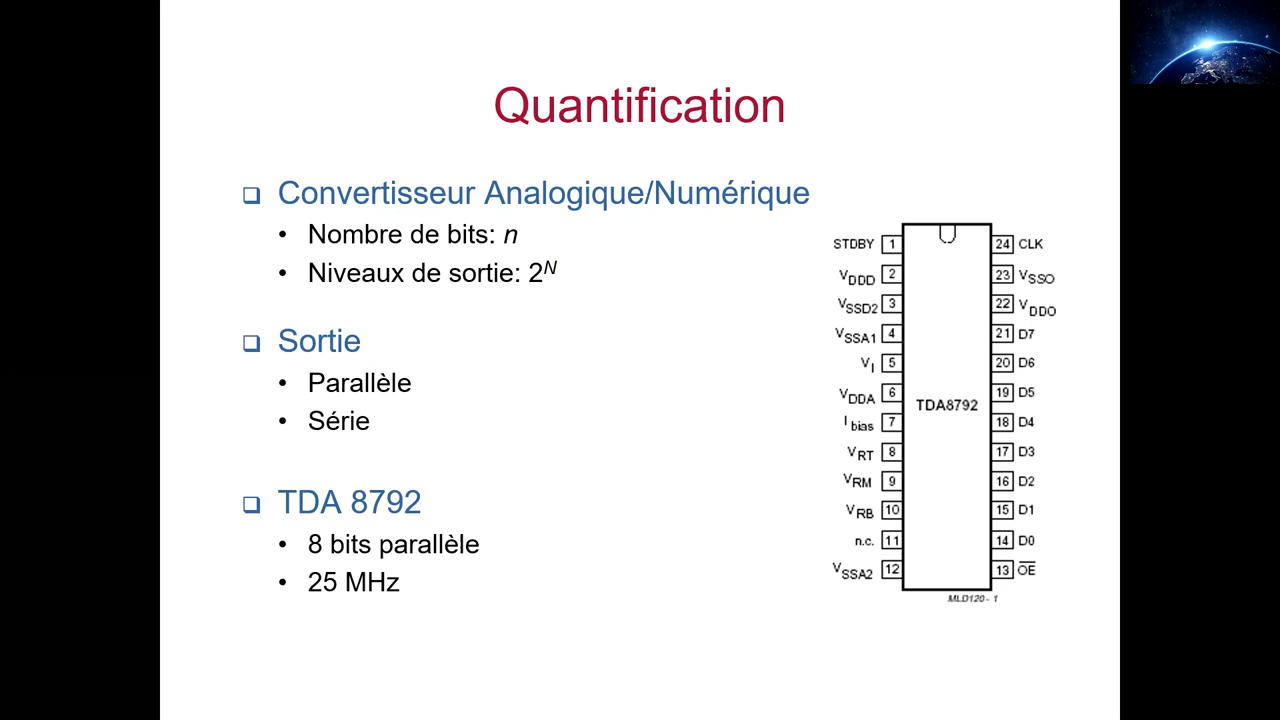 Quantification
❑ Convertisseur Analogique/Numérique
• Nombre de bits: n
• Niveaux de sortie: 2^N
❑ Sortie
• Parallèle
• Série
❑ TDA 8792
• 8 bits parallèle
• 25 MHz
STDBY 1 24 CLK
VDDD 2 23 VSSO
VSSD2 3 22 VDDO
VSSA1 4 21 D7
VI 5 20 D6
VDDA 6 19 D5
TDA8792
Ibias 7 18 D4
VRT 8 17 D3
VRM 9 16 D2
VRB 10 15 D1
n.c. 11 14 D0
VSSA2 12 13 O̅E̅
MLD120-1